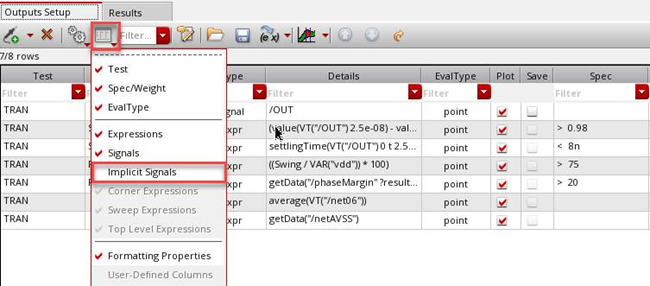 Outputs Setup Results
Filter...
7/8 rows
Test Type Details EvalType Plot Save Spec
Filter Filter Filter Filter Filter
TRAN gnal /OUT point
TRAN xpr (value(VT("/OUT") 2.5e-08) - val... point > 0.98
TRAN xpr settlingTime(VT("/OUT") 0 t 2.5... point < 8n
TRAN xpr ((Swing / VAR("vdd")) * 100) point > 75
TRAN xpr getData("/phaseMargin" ?result... point > 20
TRAN xpr average(VT("/net06")) point
TRAN xpr getData("/netAVSS") point
Test
Spec/Weight
EvalType
Expressions
Signals
Implicit Signals
Corner Expressions
Sweep Expressions
Top Level Expressions
Formatting Properties
User-Defined Columns